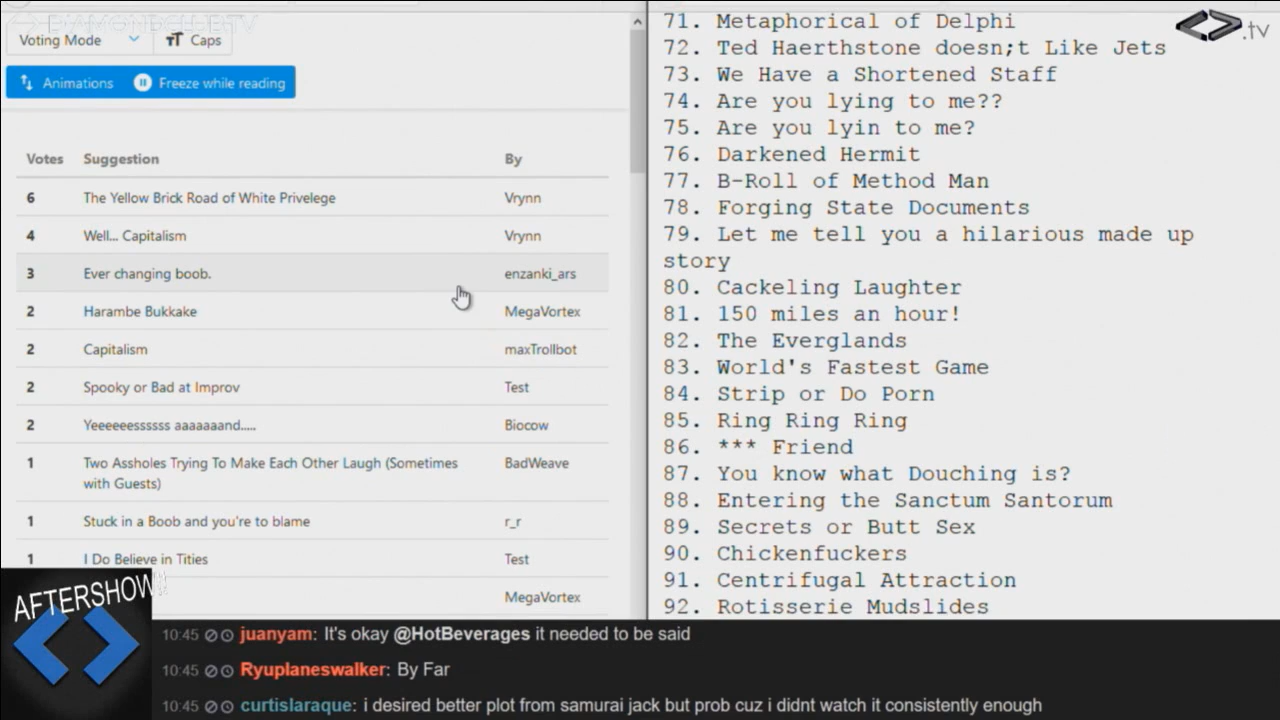 DIAMONDCLUB.TV
Voting Mode
Caps
Animations
Freeze while reading
Votes Suggestion By
6 The Yellow Brick Road of White Privelege Vrynn
4 Well... Capitalism Vrynn
3 Ever changing boob. enzanki_ars
2 Harambe Bukkake MegaVortex
2 Capitalism maxTrollbot
2 Spooky or Bad at Improv Test
2 Yeeeeeessssss aaaaaaand..... Biocow
1 Two Assholes Trying To Make Each Other Laugh (Sometimes BadWeave
with Guests)
1 Stuck in a Boob and you're to blame r_r
1 I Do Believe in Tities Test
MegaVortex
71. Metaphorical of Delphi
72. Ted Haerthstone doesn;t Like Jets
73. We Have a Shortened Staff
74. Are you lying to me??
75. Are you lyin to me?
76. Darkened Hermit
77. B-Roll of Method Man
78. Forging State Documents
79. Let me tell you a hilarious made up
story
80. Cackeling Laughter
81. 150 miles an hour!
82. The Everglands
83. World's Fastest Game
84. Strip or Do Porn
85. Ring Ring Ring
86. *** Friend
87. You know what Douching is?
88. Entering the Sanctum Santorum
89. Secrets or Butt Sex
90. Chickenfuckers
91. Centrifugal Attraction
92. Rotisserie Mudslides
.tv
AFTERSHOW!!
10:45 juanyam: It's okay @HotBeverages it needed to be said
10:45 Ryuplaneswalker: By Far
10:45 curtislaraque: i desired better plot from samurai jack but prob cuz i didnt watch it consistently enough